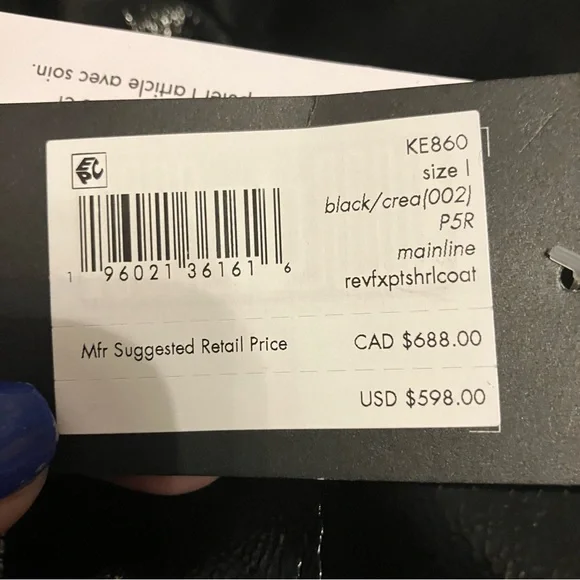 article avec soin.
EPC
KE860
size l
black/crea(002)
P5R
mainline
revfxptshrlcoat
1 96021 36161 6
Mfr Suggested Retail Price CAD $688.00
USD $598.00